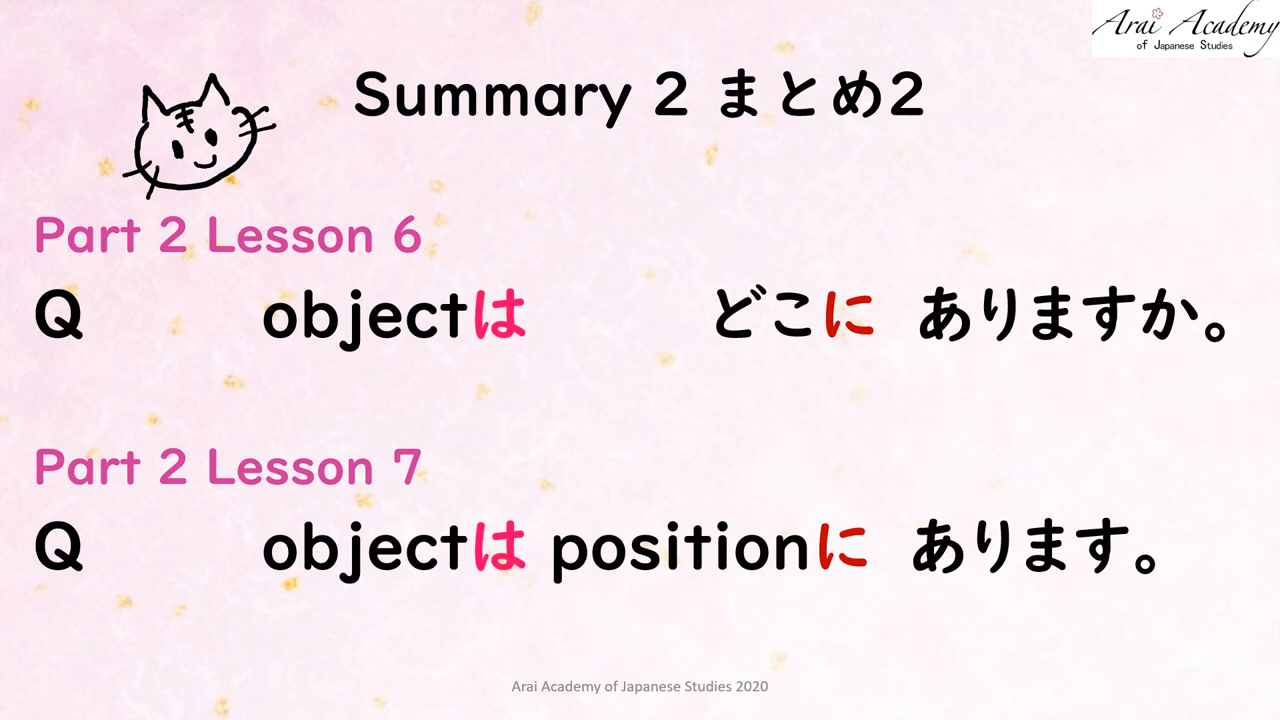 Arai Academy
of Japanese Studies
Summary 2 まとめ2
Part 2 Lesson 6
Q objectは どこに ありますか。
Part 2 Lesson 7
Q objectは positionに あります。
Arai Academy of Japanese Studies 2020